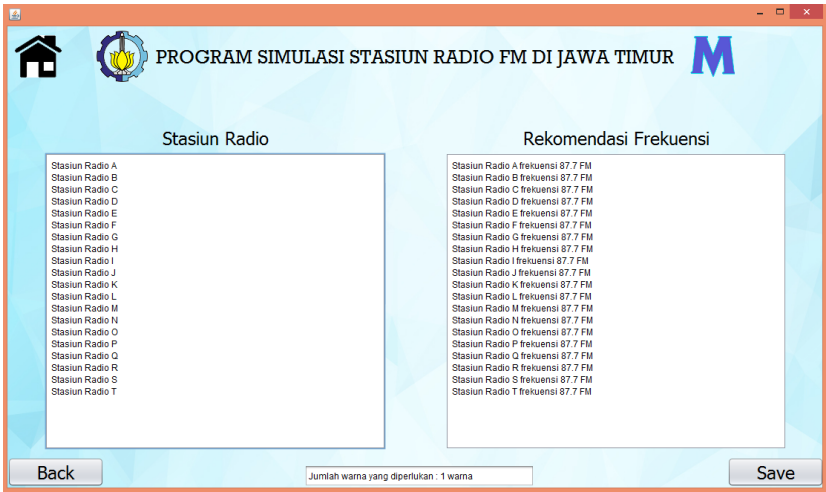 PROGRAM SIMULASI STASIUN RADIO FM DI JAWA TIMUR
M
Stasiun Radio
Stasiun Radio A
Stasiun Radio B
Stasiun Radio C
Stasiun Radio D
Stasiun Radio E
Stasiun Radio F
Stasiun Radio G
Stasiun Radio H
Stasiun Radio I
Stasiun Radio J
Stasiun Radio K
Stasiun Radio L
Stasiun Radio M
Stasiun Radio N
Stasiun Radio O
Stasiun Radio P
Stasiun Radio Q
Stasiun Radio R
Stasiun Radio S
Stasiun Radio T
Rekomendasi Frekuensi
Stasiun Radio A frekuensi 87.7 FM
Stasiun Radio B frekuensi 87.7 FM
Stasiun Radio C frekuensi 87.7 FM
Stasiun Radio D frekuensi 87.7 FM
Stasiun Radio E frekuensi 87.7 FM
Stasiun Radio F frekuensi 87.7 FM
Stasiun Radio G frekuensi 87.7 FM
Stasiun Radio H frekuensi 87.7 FM
Stasiun Radio I frekuensi 87.7 FM
Stasiun Radio J frekuensi 87.7 FM
Stasiun Radio K frekuensi 87.7 FM
Stasiun Radio L frekuensi 87.7 FM
Stasiun Radio M frekuensi 87.7 FM
Stasiun Radio N frekuensi 87.7 FM
Stasiun Radio O frekuensi 87.7 FM
Stasiun Radio P frekuensi 87.7 FM
Stasiun Radio Q frekuensi 87.7 FM
Stasiun Radio R frekuensi 87.7 FM
Stasiun Radio S frekuensi 87.7 FM
Stasiun Radio T frekuensi 87.7 FM
Back
Jumlah warna yang diperlukan : 1 warna
Save